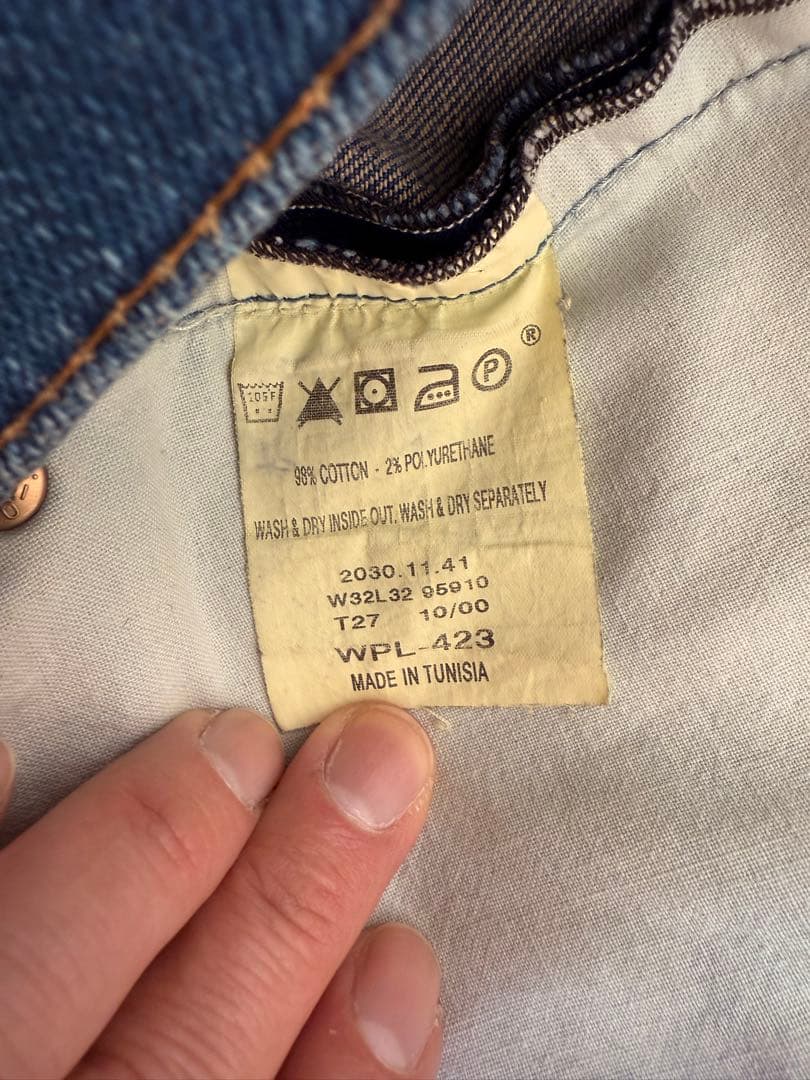 ®
105F
P
98% COTTON - 2% POLYURETHANE
WASH & DRY INSIDE OUT. WASH & DRY SEPARATELY
2030.11.41
W32L32 95910
T27 10/00
WPL-423
MADE IN TUNISIA